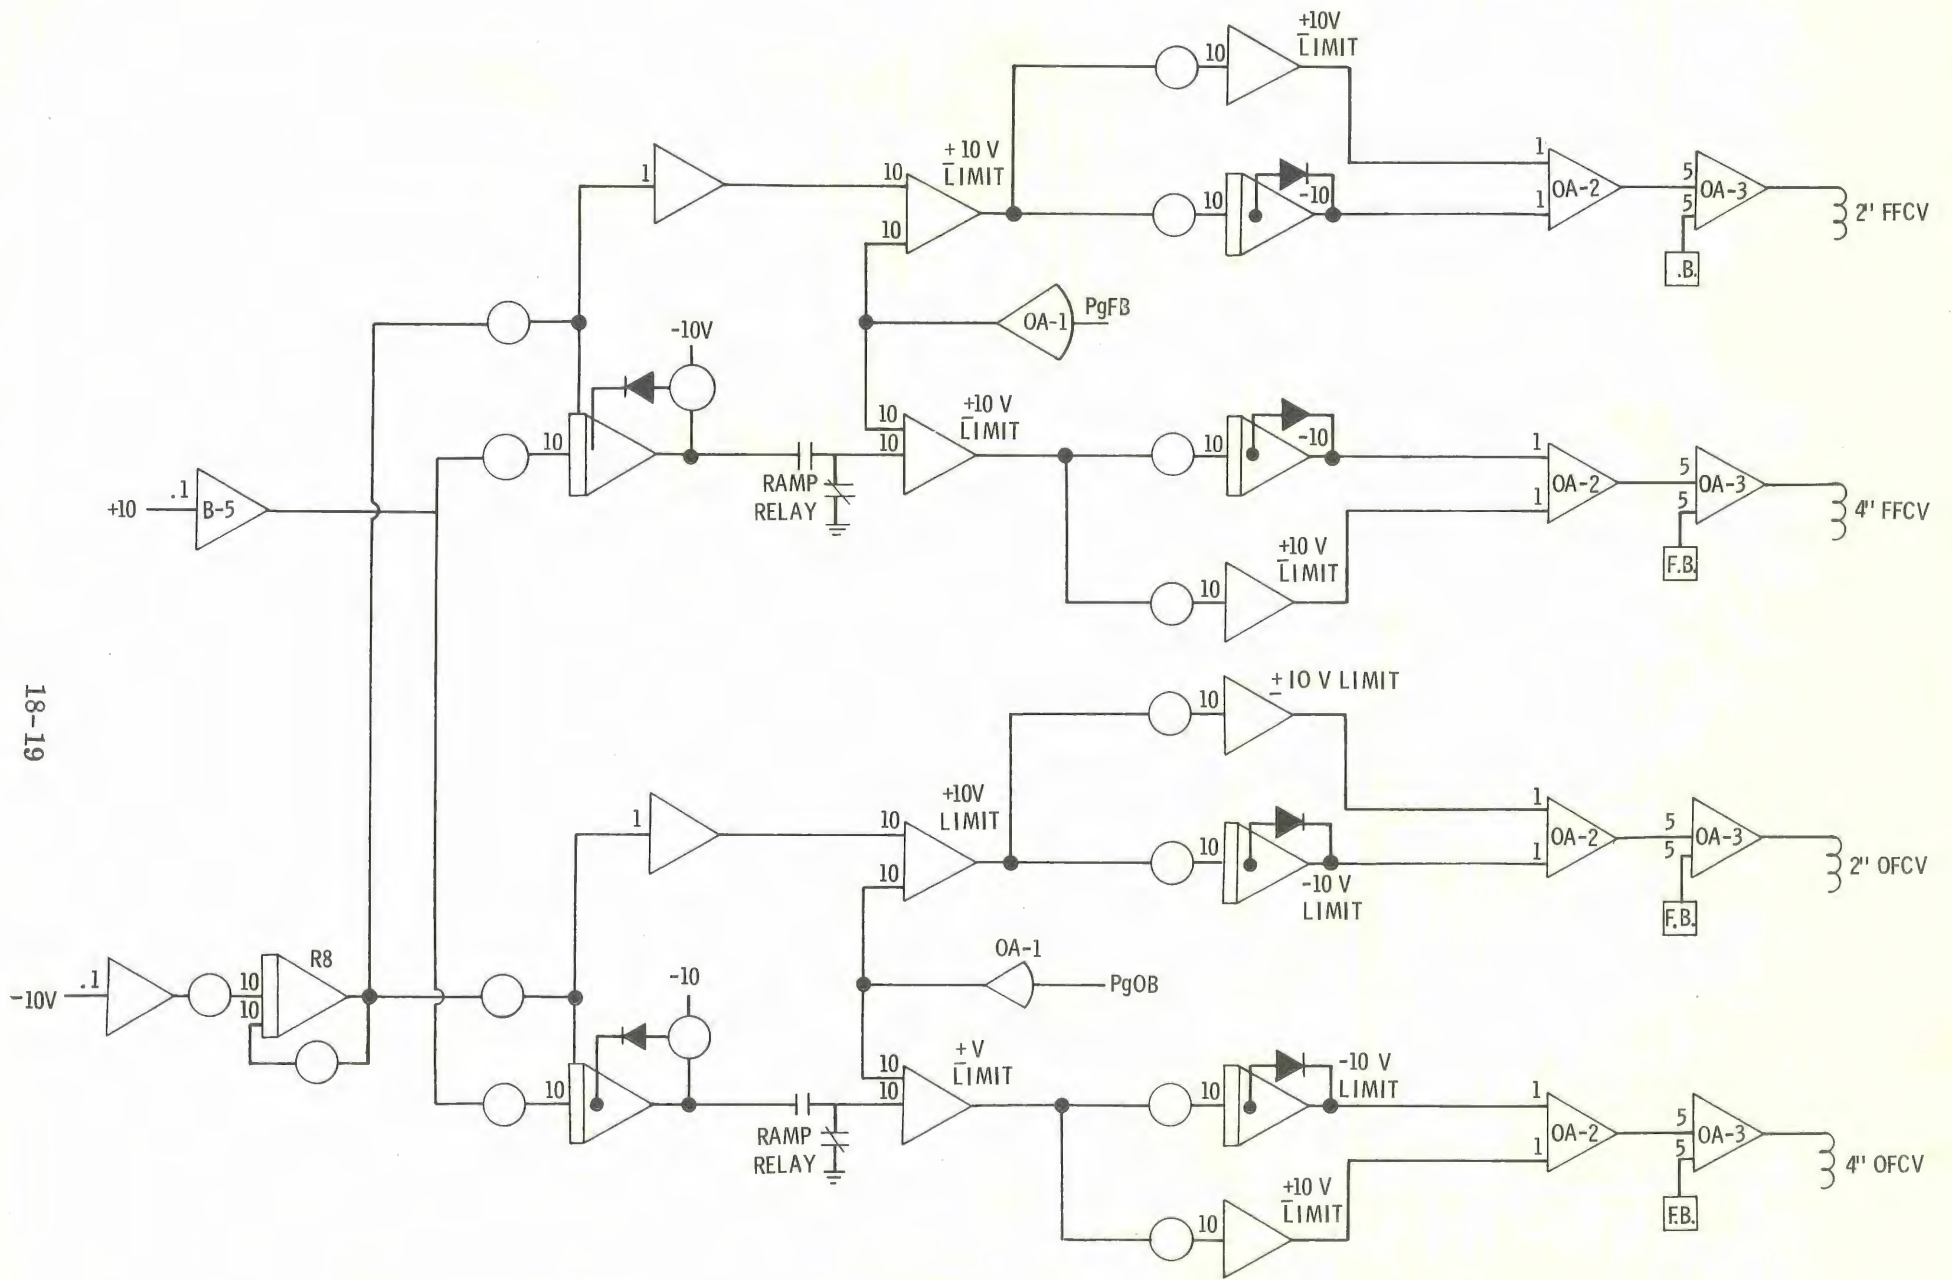 +10V
LIMIT
10
+ 10 V
LIMIT
1
10
10
10
-10
1
1
OA-2
5
5
OA-3
2" FFCV
.B.
OA-1
PgFB
-10V
10
RAMP
RELAY
10
10
+10 V
LIMIT
10
-10
1
1
OA-2
5
5
OA-3
4" FFCV
F.B.
+10
.1
B-5
10
+10 V
LIMIT
18-19
10
+ 10 V LIMIT
1
10
10
+10V
LIMIT
10
-10 V
LIMIT
1
1
OA-2
5
5
OA-3
2" OFCV
F.B.
-10V
.1
10
10
R8
OA-1
PgOB
-10
10
RAMP
RELAY
10
10
+ V
LIMIT
10
-10 V
LIMIT
1
1
OA-2
5
5
OA-3
4" OFCV
F.B.
10
+10 V
LIMIT